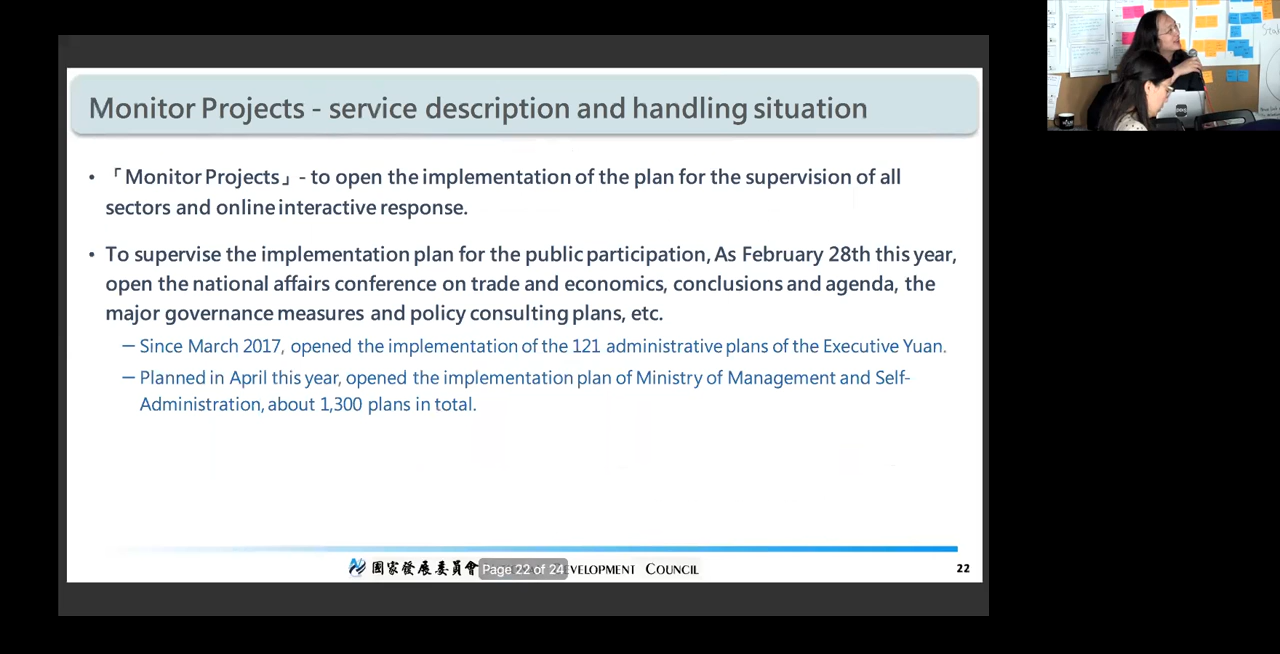 Monitor Projects - service description and handling situation
• 「Monitor Projects」- to open the implementation of the plan for the supervision of all
sectors and online interactive response.
• To supervise the implementation plan for the public participation, As February 28th this year,
open the national affairs conference on trade and economics, conclusions and agenda, the
major governance measures and policy consulting plans, etc.
– Since March 2017, opened the implementation of the 121 administrative plans of the Executive Yuan.
– Planned in April this year, opened the implementation plan of Ministry of Management and Self-
Administration, about 1,300 plans in total.
國家發展委員會 Page 22 of 24 VELOPMENT COUNCIL
22